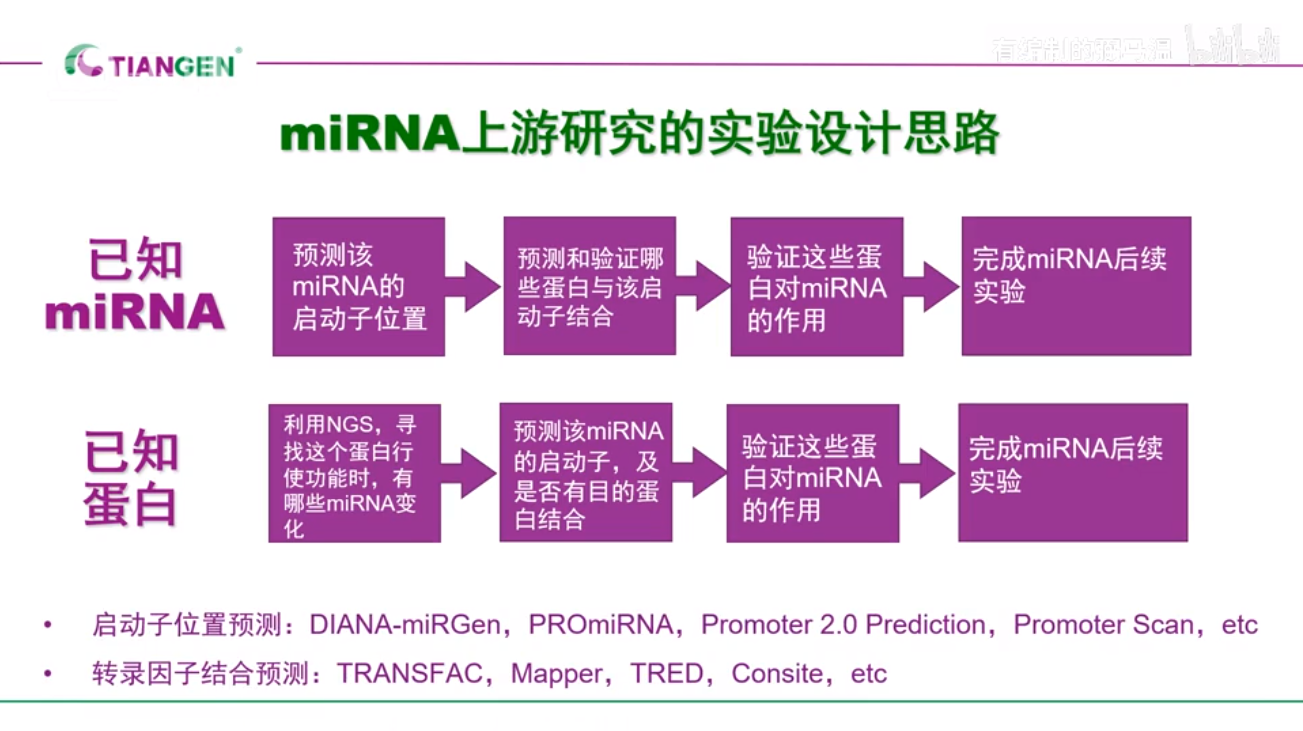 TIANGEN
bilibili
miRNA上游研究的实验设计思路
已知
miRNA
预测该
miRNA的
启动子位置
预测和验证哪
些蛋白与该启
动子结合
验证这些蛋
白对miRNA
的作用
完成miRNA后续
实验
已知
蛋白
利用NGS，寻
找这个蛋白行
使功能时，有
哪些miRNA变
化
预测该miRNA
的启动子，及
是否有目的蛋
白结合
验证这些蛋
白对miRNA
的作用
完成miRNA后续
实验
• 启动子位置预测：DIANA-miRGen，PROmiRNA，Promoter 2.0 Prediction，Promoter Scan，etc
• 转录因子结合预测：TRANSFAC，Mapper，TRED，Consite，etc